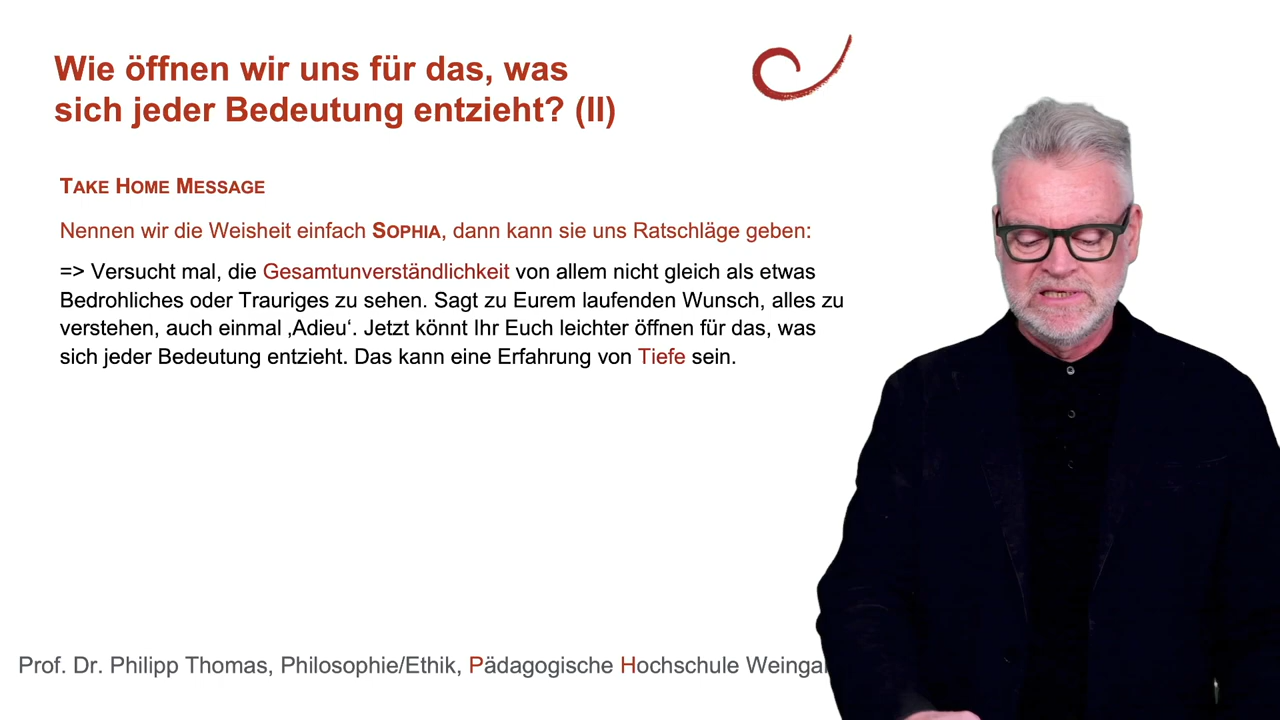 Wie öffnen wir uns für das, was
sich jeder Bedeutung entzieht? (II)
TAKE HOME MESSAGE
Nennen wir die Weisheit einfach SOPHIA, dann kann sie uns Ratschläge geben:
=> Versucht mal, die Gesamtunverständlichkeit von allem nicht gleich als etwas
Bedrohliches oder Trauriges zu sehen. Sagt zu Eurem laufenden Wunsch, alles zu
verstehen, auch einmal ‚Adieu‘. Jetzt könnt Ihr Euch leichter öffnen für das, was
sich jeder Bedeutung entzieht. Das kann eine Erfahrung von Tiefe sein.
Prof. Dr. Philipp Thomas, Philosophie/Ethik, Pädagogische Hochschule